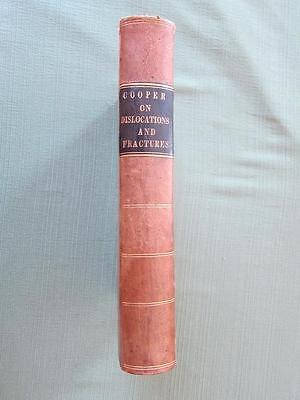 COOPER
ON
DISLOCATIONS
AND
FRACTURES